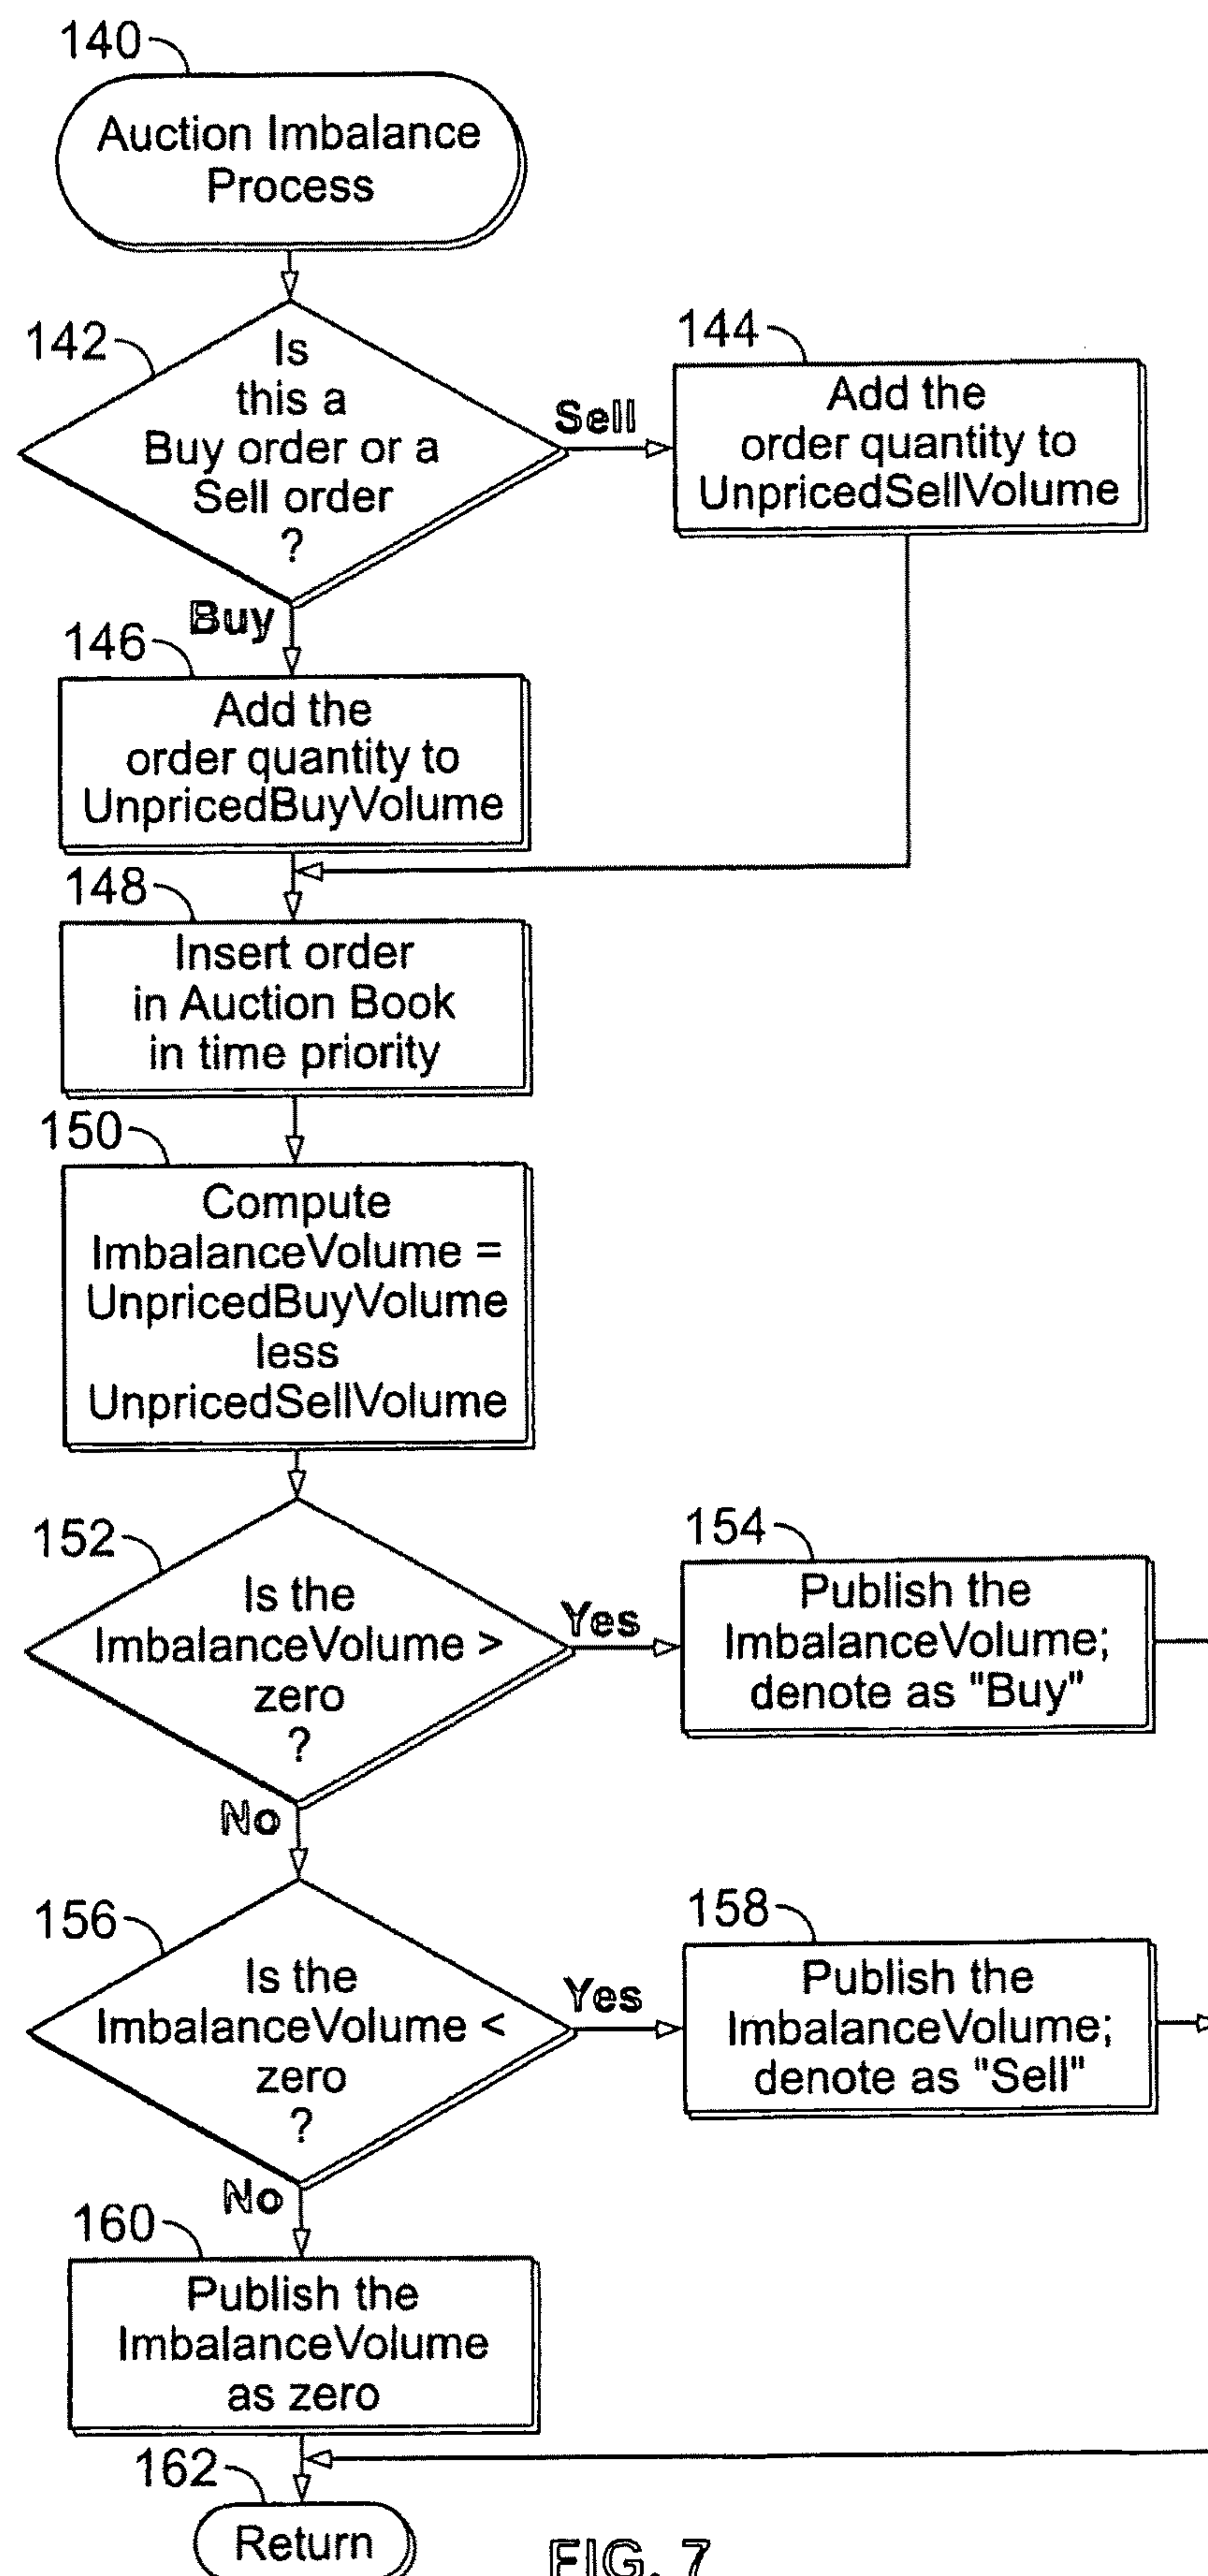 140
Auction Imbalance
Process
142
Is
this a
Buy order or a
Sell order
?
Sell
144
Add the
order quantity to
UnpricedSellVolume
Buy
146
Add the
order quantity to
UnpricedBuyVolume
148
Insert order
in Auction Book
in time priority
150
Compute
ImbalanceVolume =
UnpricedBuyVolume
less
UnpricedSellVolume
152
Is the
ImbalanceVolume >
zero
?
Yes
154
Publish the
ImbalanceVolume;
denote as "Buy"
No
156
Is the
ImbalanceVolume <
zero
?
Yes
158
Publish the
ImbalanceVolume;
denote as "Sell"
No
160
Publish the
ImbalanceVolume
as zero
162
Return
FIG. 7